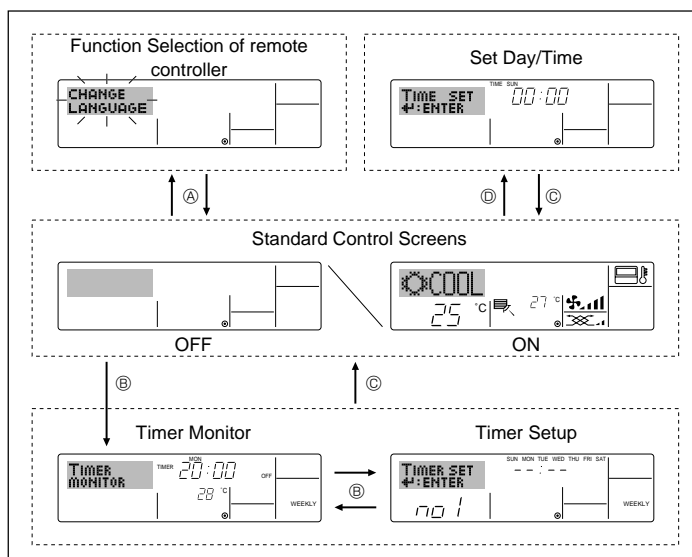 Function Selection of remote
controller
CHANGE
LANGUAGE
Set Day/Time
TIME SUN
TIME SET
↵:ENTER
00:00
Ⓐ
Ⓓ
Ⓒ
Standard Control Screens
OFF
COOL
25 °C
27 °C
ON
Ⓑ
Ⓒ
Timer Monitor
TIMER
MONITOR
MON
TIMER 20:00 OFF
28 °C
WEEKLY
Ⓑ
Timer Setup
SUN MON TUE WED THU FRI SAT
TIMER SET
↵:ENTER
--:--
no 1
WEEKLY